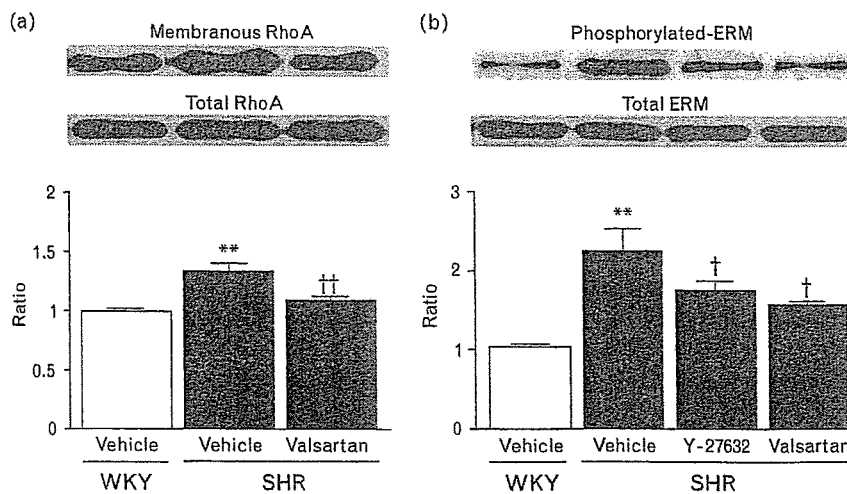 (a)
Membranous RhoA
Total RhoA
2
1.5
1
0.5
0
Ratio
**
††
Vehicle Vehicle Valsartan
WKY SHR
(b)
Phosphorylated-ERM
Total ERM
3
2
1
0
Ratio
**
†
†
Vehicle Vehicle Y-27632 Valsartan
WKY SHR